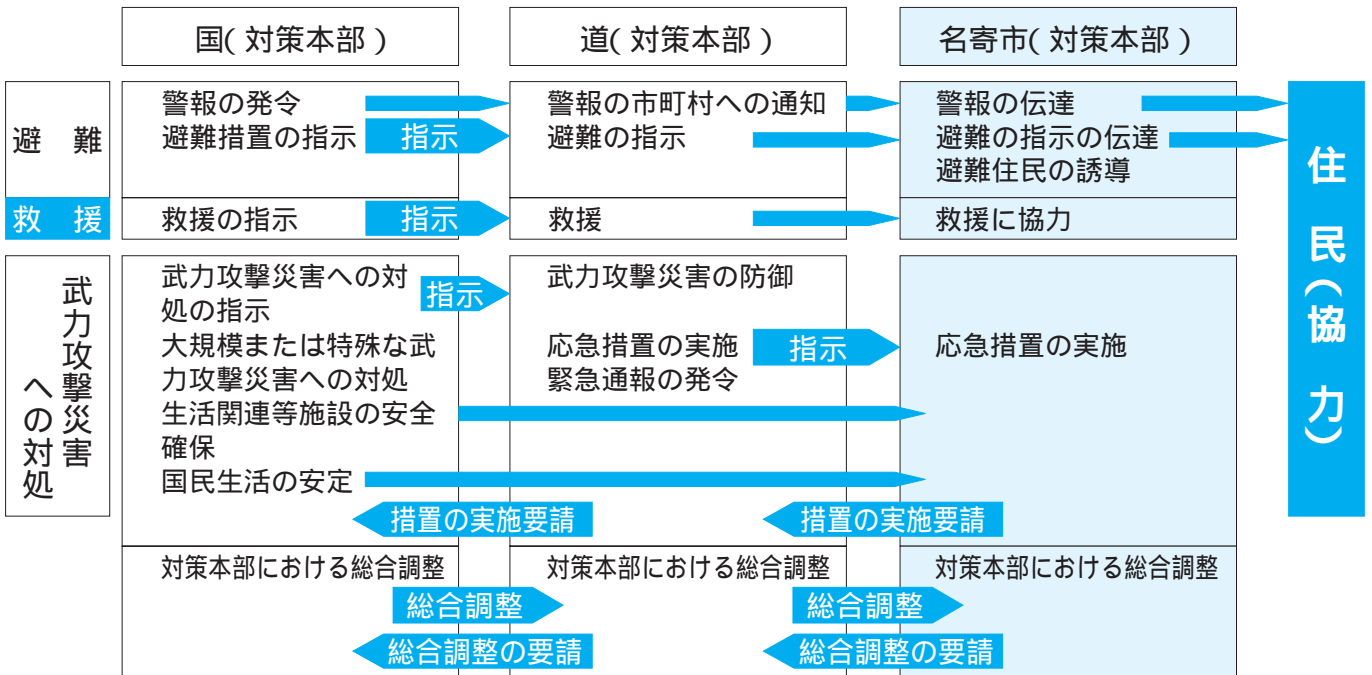 国(対策本部)
道(対策本部)
名寄市(対策本部)
避 難
警報の発令
避難措置の指示
指示
警報の市町村への通知
避難の指示
警報の伝達
避難の指示の伝達
避難住民の誘導
救 援
救援の指示
指示
救援
救援に協力
武力攻撃災害
への対処
武力攻撃災害への対
処の指示
指示
大規模または特殊な武
力攻撃災害への対処
生活関連等施設の安全
確保
国民生活の安定
武力攻撃災害の防御
応急措置の実施
指示
緊急通報の発令
応急措置の実施
措置の実施要請
措置の実施要請
対策本部における総合調整
対策本部における総合調整
対策本部における総合調整
総合調整
総合調整
総合調整の要請
総合調整の要請
住民(協力)